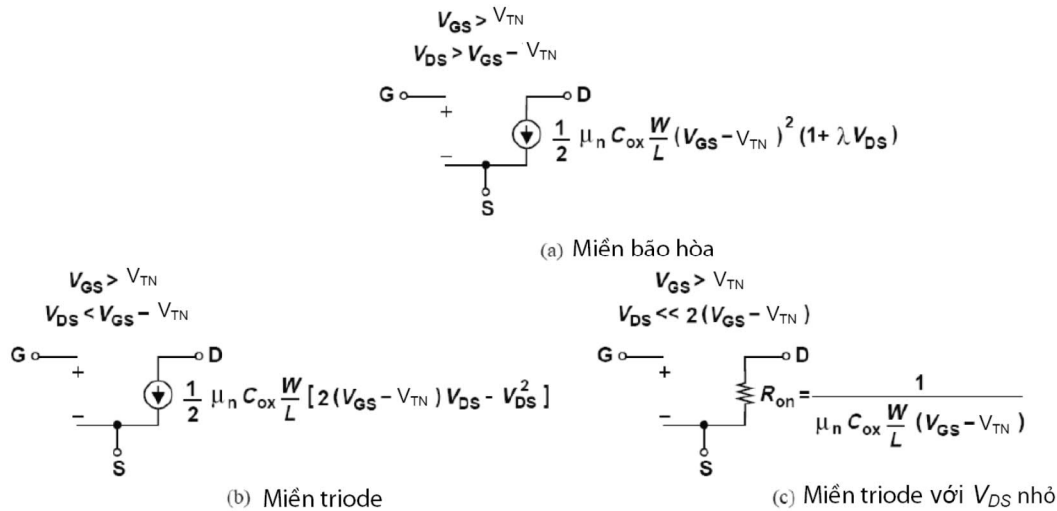 V_GS > V_TN
V_DS > V_GS − V_TN
G
D
+
−
S
1/2 μ_n C_ox W/L (V_GS − V_TN)^2 (1 + λV_DS)
(a) Miền bão hòa
V_GS > V_TN
V_DS < V_GS − V_TN
G
D
+
−
S
1/2 μ_n C_ox W/L [2(V_GS − V_TN) V_DS - V_DS^2]
(b) Miền triode
V_GS > V_TN
V_DS << 2(V_GS − V_TN)
G
D
+
−
S
R_on = 1 / (μ_n C_ox W/L (V_GS − V_TN))
(c) Miền triode với V_DS nhỏ